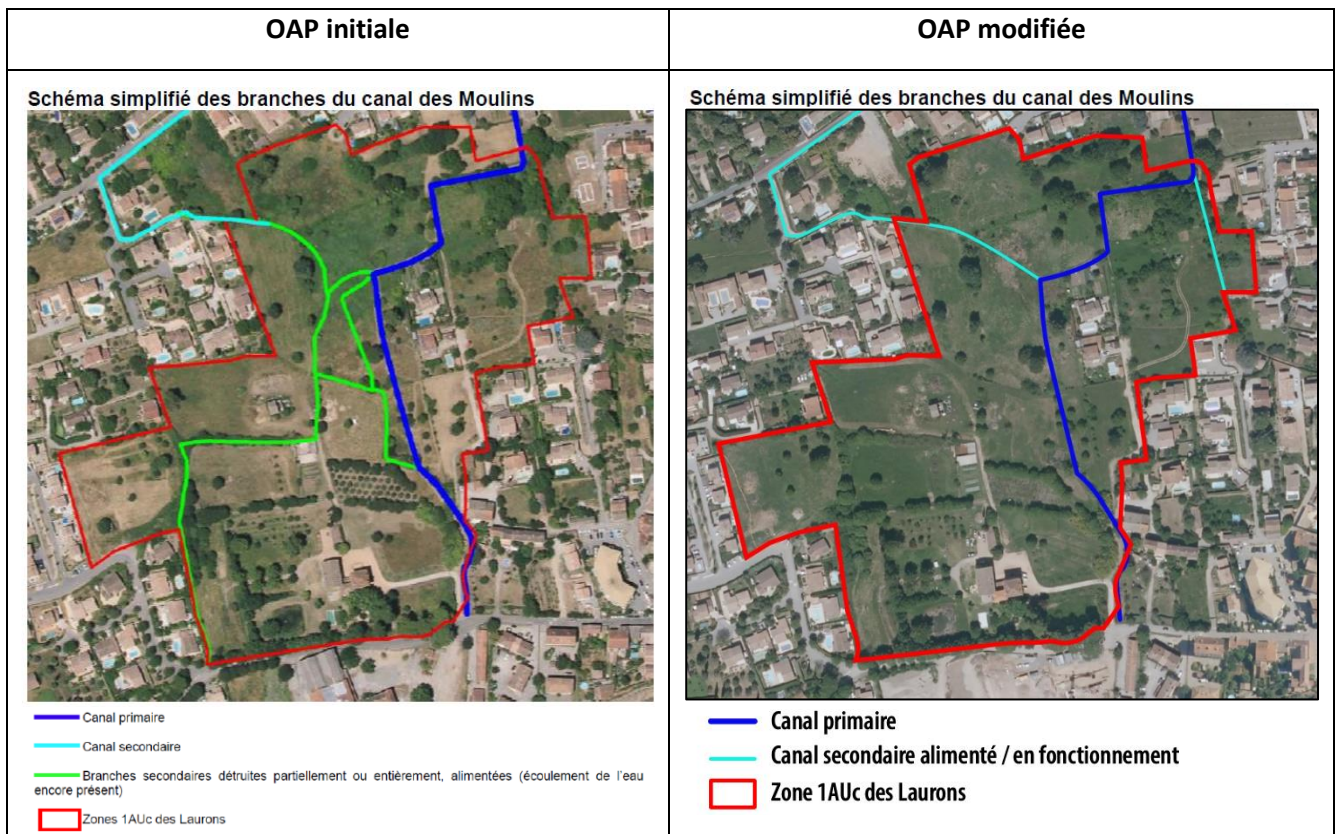 OAP initiale
OAP modifiée
Schéma simplifié des branches du canal des Moulins
Canal primaire
Canal secondaire
Branches secondaires détruites partiellement ou entièrement, alimentées (écoulement de l'eau
encore présent)
Zones 1AUc des Laurons
Schéma simplifié des branches du canal des Moulins
Canal primaire
Canal secondaire alimenté / en fonctionnement
Zone 1AUc des Laurons